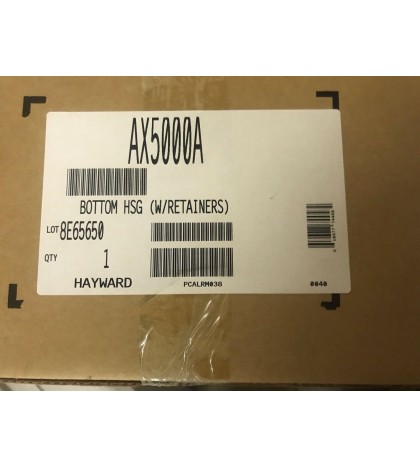 AX5000A
BOTTOM HSG (W/RETAINERS)
LOT 8E65650
QTY 1
HAYWARD PCALRM038 0040